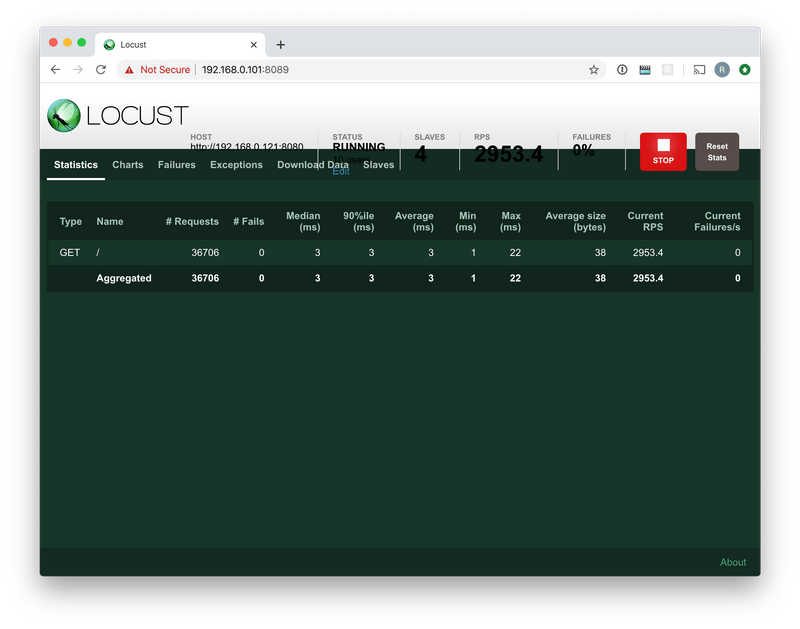 Locust
Not Secure
192.168.0.101:8089
R
LOCUST
HOST
http://192.168.0.121:8080
STATUS
RUNNING
10 users
Edit
SLAVES
4
RPS
2953.4
FAILURES
0%
STOP
Reset
Stats
Statistics Charts Failures Exceptions Download Data Slaves
Type Name # Requests # Fails Median (ms) 90%ile (ms) Average (ms) Min (ms) Max (ms) Average size (bytes) Current RPS Current Failures/s
GET / 36706 0 3 3 3 1 22 38 2953.4 0
Aggregated 36706 0 3 3 3 1 22 38 2953.4 0
About